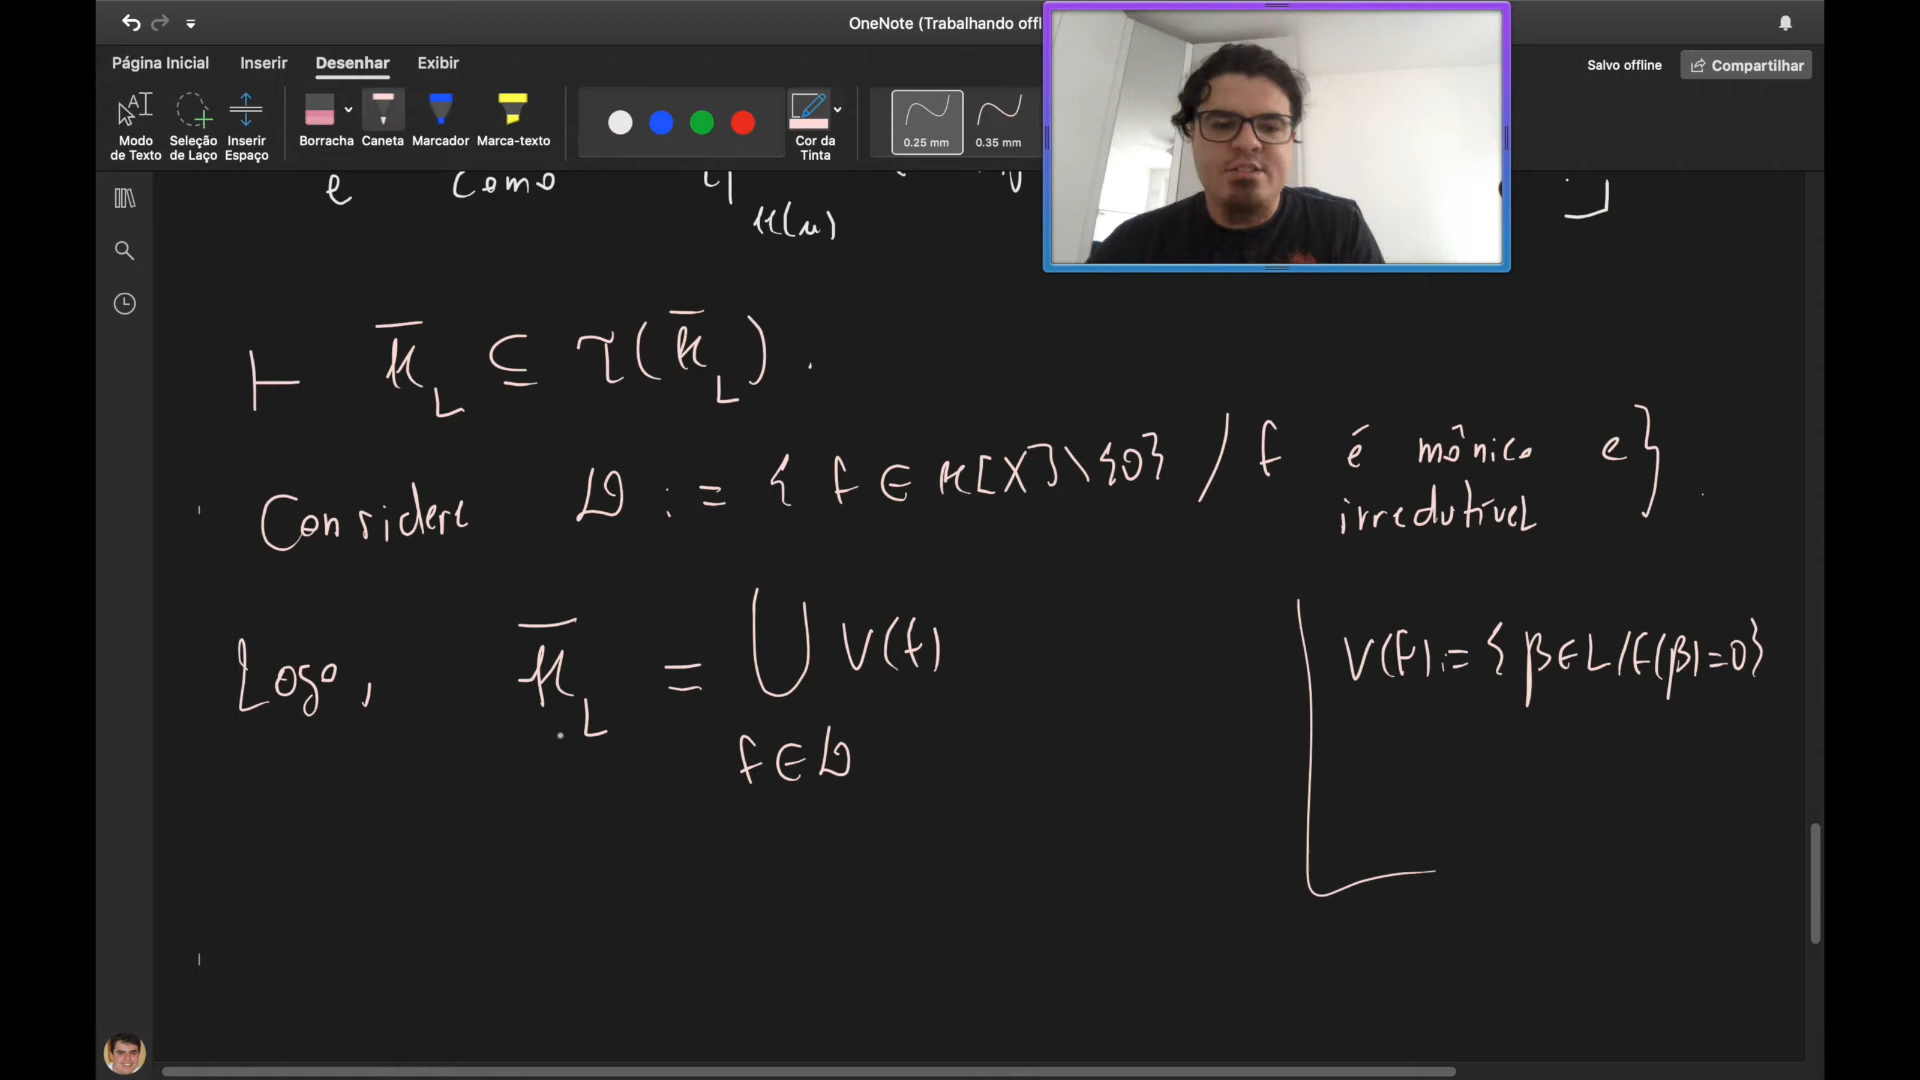 OneNote (Trabalhando offl
Página Inicial Inserir Desenhar Exibir
Salvo offline Compartilhar
Modo de Texto Seleção de Laço Inserir Espaço Borracha Caneta Marcador Marca-texto Cor da Tinta 0.25 mm 0.35 mm
e como
K(u)
⊢ K̅_L ⊆ τ(K̅_L).
Considere D := { f ∈ K[X]\{0} / f é mônico e
irredutível }
Logo, K̅_L = ⋃ V(f)
f ∈ D
V(f) := { β ∈ L / f(β) = 0 }